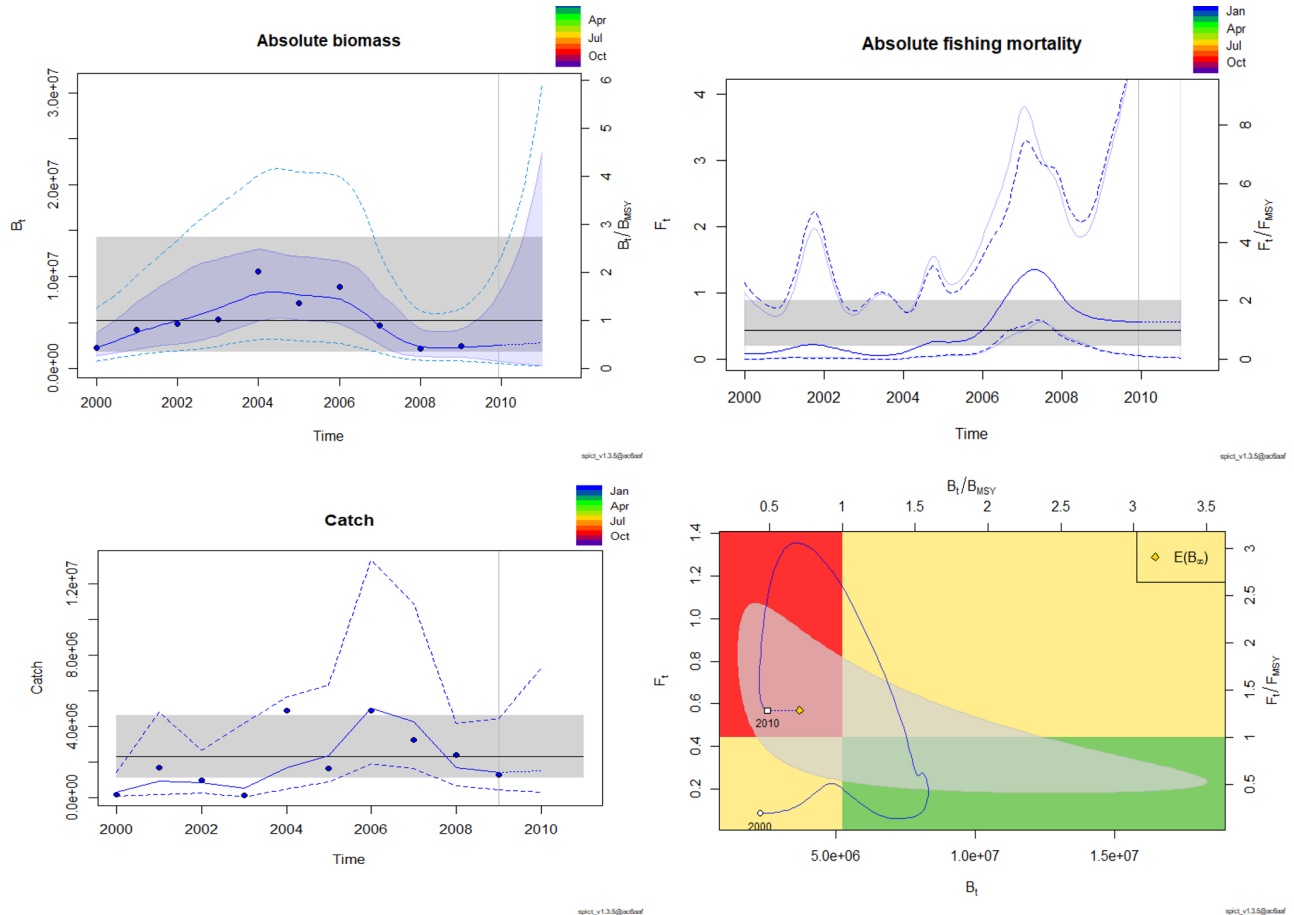 Absolute biomass
Apr
Jul
Oct
B_t
3.0e+07
2.0e+07
1.0e+07
0.0e+00
6
5
4
3
2
1
0
B_t/B_MSY
2000 2002 2004 2006 2008 2010
Time
spict_v1.3.5@ac6aaf
Absolute fishing mortality
Jan
Apr
Jul
Oct
F_t
4
3
2
1
0
8
6
4
2
0
F_t/F_MSY
2000 2002 2004 2006 2008 2010
Time
spict_v1.3.5@ac6aaf
Catch
Jan
Apr
Jul
Oct
Catch
1.2e+07
8.0e+06
4.0e+06
0.0e+00
2000 2002 2004 2006 2008 2010
Time
spict_v1.3.5@ac6aaf
B_t/B_MSY
0.5 1 1.5 2 2.5 3 3.5
E(B_∞)
F_t
1.4
1.2
1.0
0.8
0.6
0.4
0.2
3
2.5
2
1.5
1
0.5
F_t/F_MSY
2010
2000
5.0e+06 1.0e+07 1.5e+07
B_t
spict_v1.3.5@ac6aaf